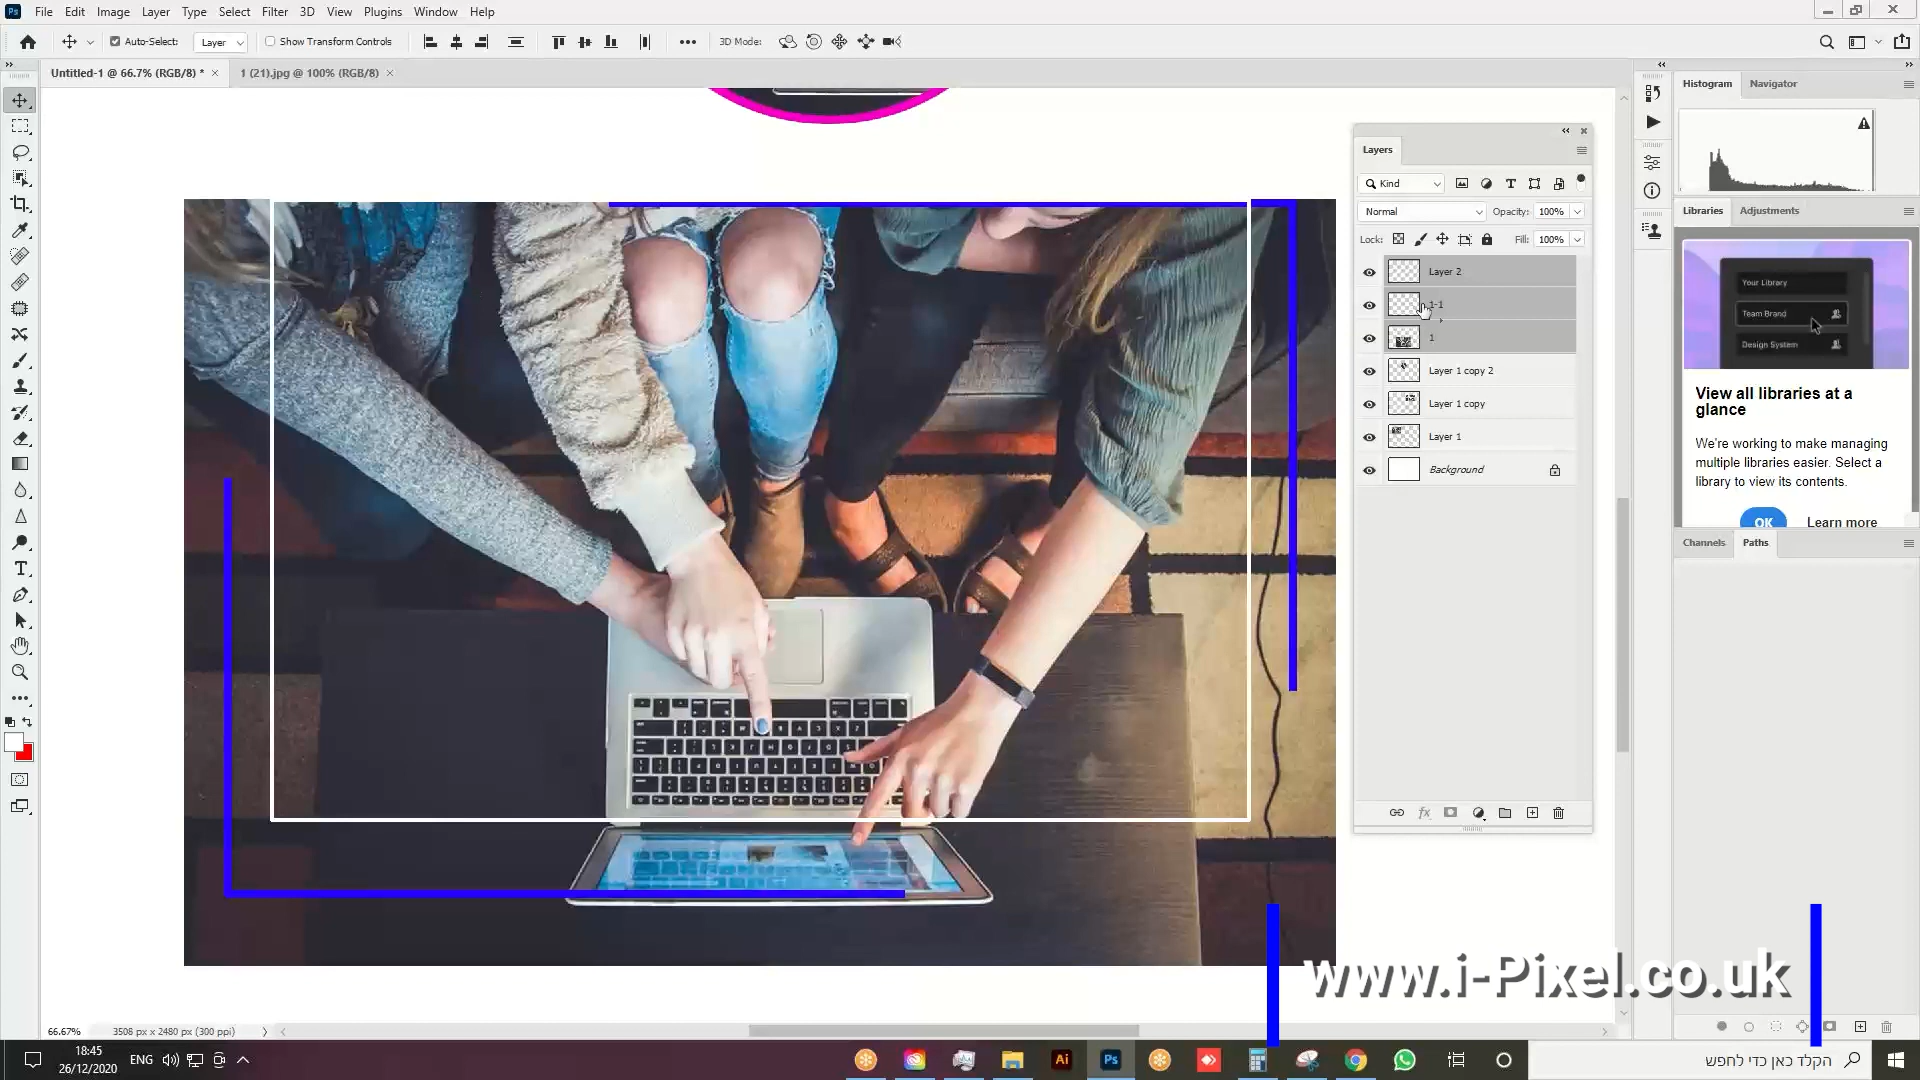 Ps File Edit Image Layer Type Select Filter 3D View Plugins Window Help
Auto-Select: Layer Show Transform Controls 3D Mode:
Untitled-1 @ 66.7% (RGB/8) * 1 (21).jpg @ 100% (RGB/8)
Histogram Navigator
Layers
Kind
Normal Opacity: 100%
Lock: Fill: 100%
Layer 2
1-1
1
Layer 1 copy 2
Layer 1 copy
Layer 1
Background
Libraries Adjustments
Your Library
Team Brand
Design System
View all libraries at a
glance
We're working to make managing
multiple libraries easier. Select a
library to view its contents.
OK Learn more
Channels Paths
www.i-Pixel.co.uk
66.67% 3508 px x 2480 px (300 ppi)
18:45
26/12/2020
ENG
Ai Ps
הקלד כאן כדי לחפש